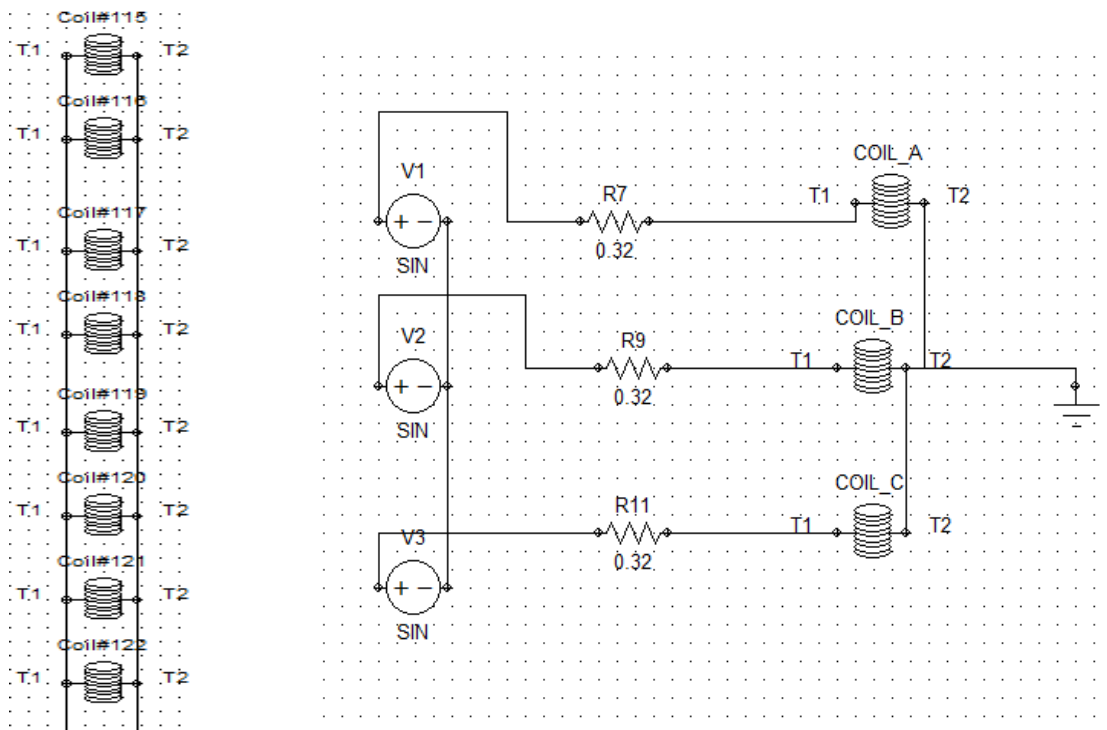 Coil#115
T1 T2
Coil#116
T1 T2
Coil#117
T1 T2
Coil#118
T1 T2
Coil#119
T1 T2
Coil#120
T1 T2
Coil#121
T1 T2
Coil#122
T1 T2
V1
+ −
SIN
R7
0.32
COIL_A
T1 T2
V2
+ −
SIN
R9
0.32
COIL_B
T1 T2
V3
+ −
SIN
R11
0.32
COIL_C
T1 T2